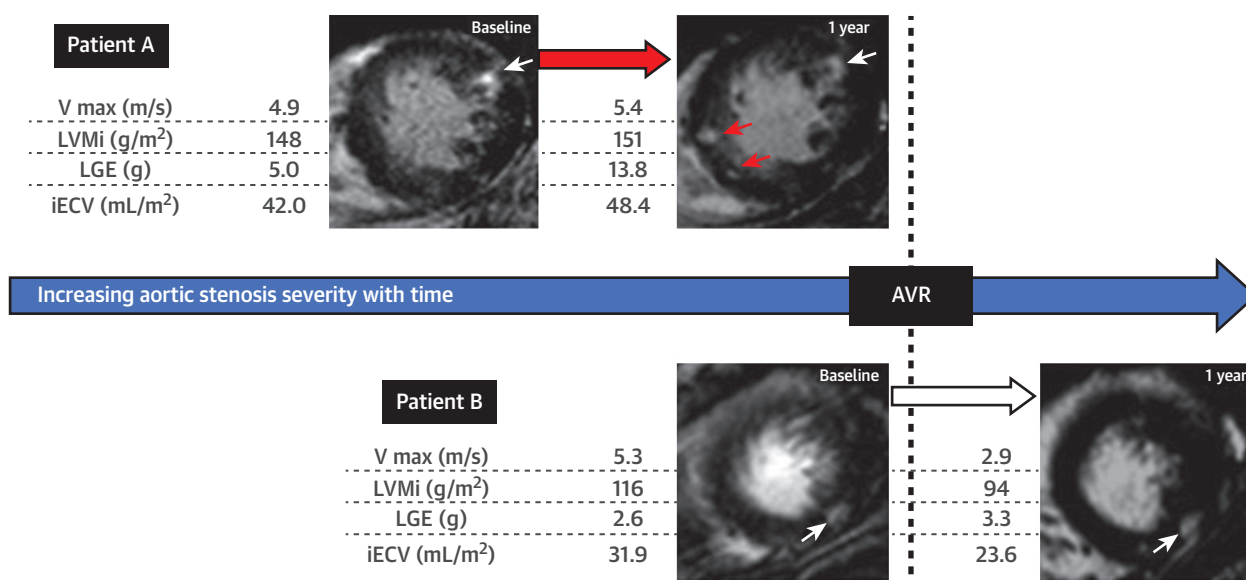 Patient A
Baseline
1 year
V max (m/s) 4.9 5.4
LVMi (g/m²) 148 151
LGE (g) 5.0 13.8
iECV (mL/m²) 42.0 48.4
Increasing aortic stenosis severity with time
AVR
Patient B
Baseline
1 year
V max (m/s) 5.3 2.9
LVMi (g/m²) 116 94
LGE (g) 2.6 3.3
iECV (mL/m²) 31.9 23.6